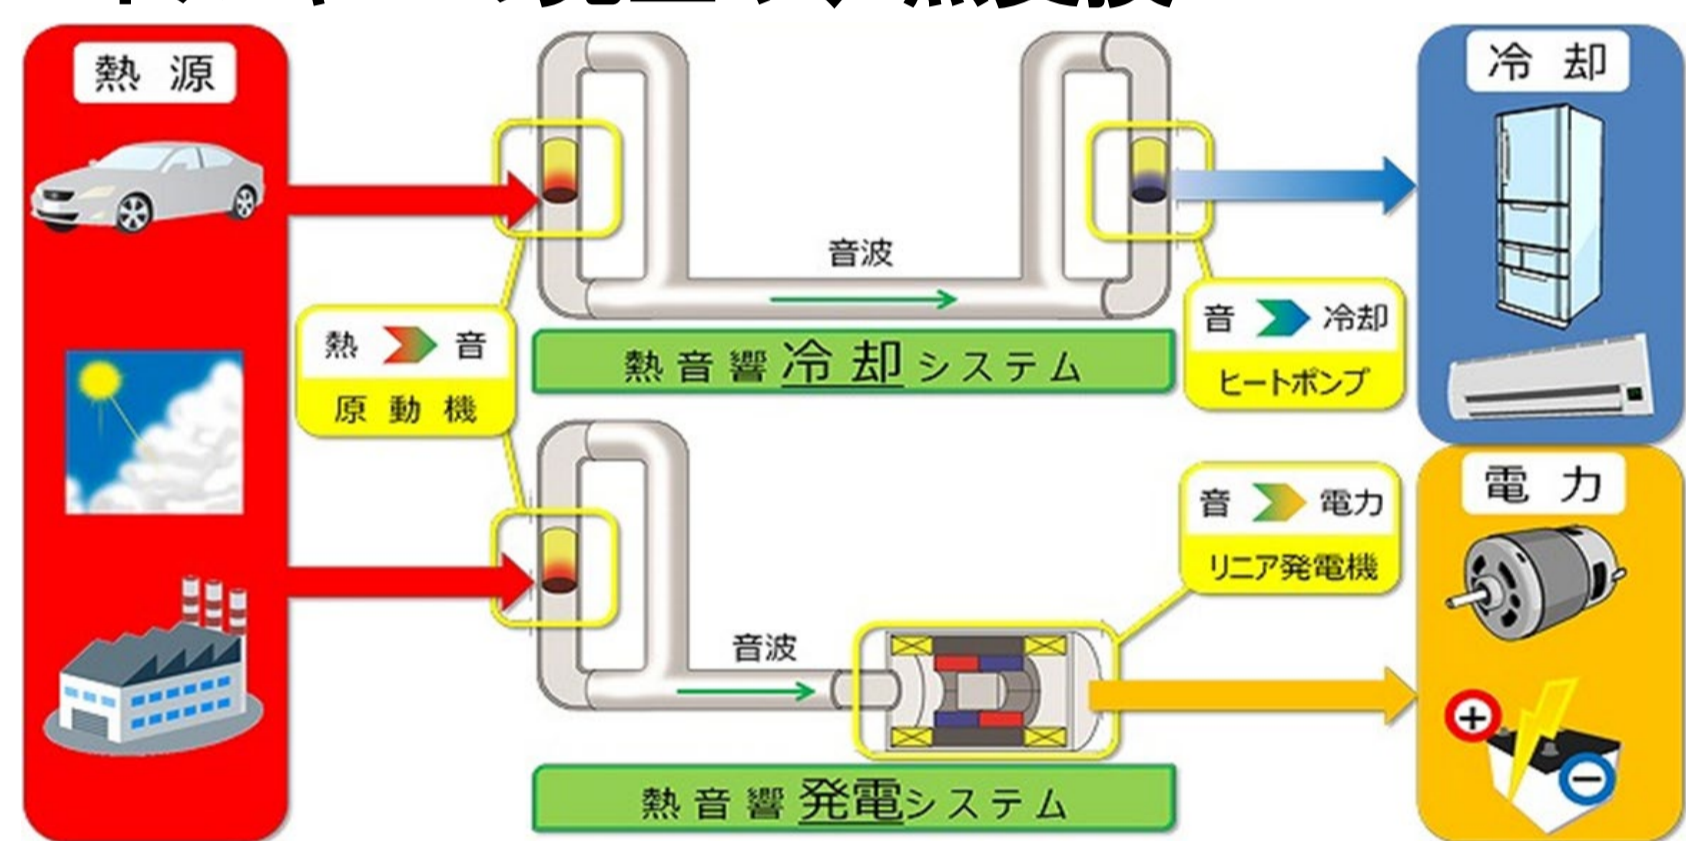 熱 源
冷 却
音波
熱 音
原 動 機
音 冷却
ヒートポンプ
熱 音 響 冷 却 シ ス テ ム
電 力
音 電力
リニア発電機
音波
熱 音 響 発電シ ス テ ム